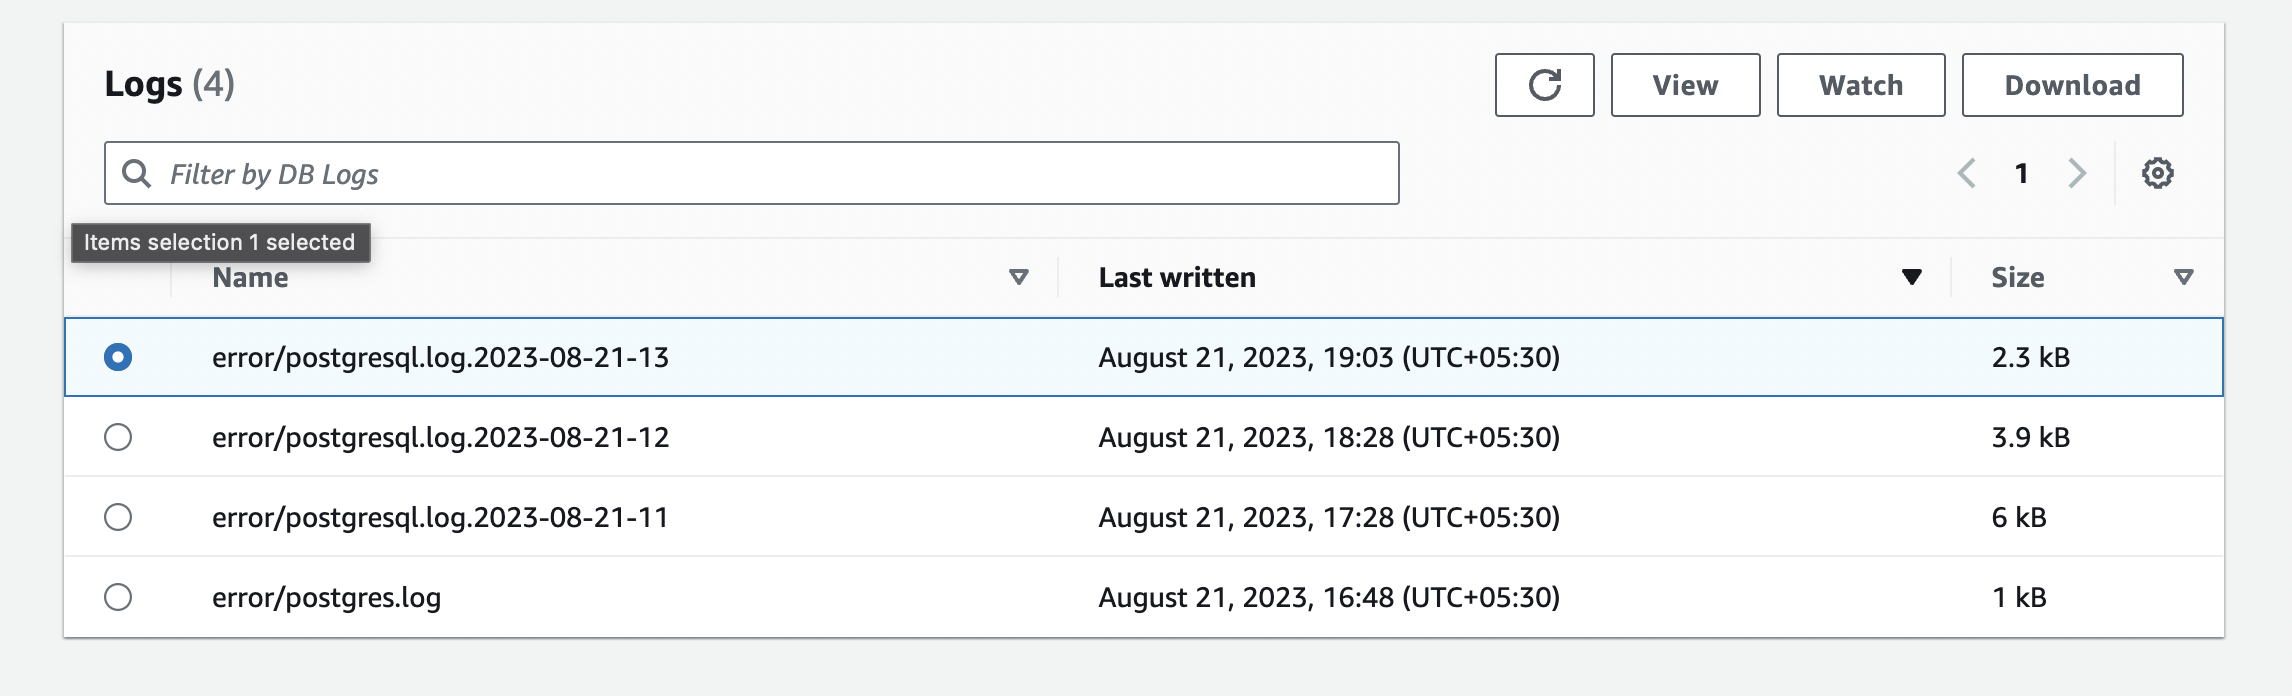 Logs (4)
View
Watch
Download
Filter by DB Logs
1
Items selection 1 selected
Name
Last written
Size
error/postgresql.log.2023-08-21-13 August 21, 2023, 19:03 (UTC+05:30) 2.3 kB
error/postgresql.log.2023-08-21-12 August 21, 2023, 18:28 (UTC+05:30) 3.9 kB
error/postgresql.log.2023-08-21-11 August 21, 2023, 17:28 (UTC+05:30) 6 kB
error/postgres.log August 21, 2023, 16:48 (UTC+05:30) 1 kB